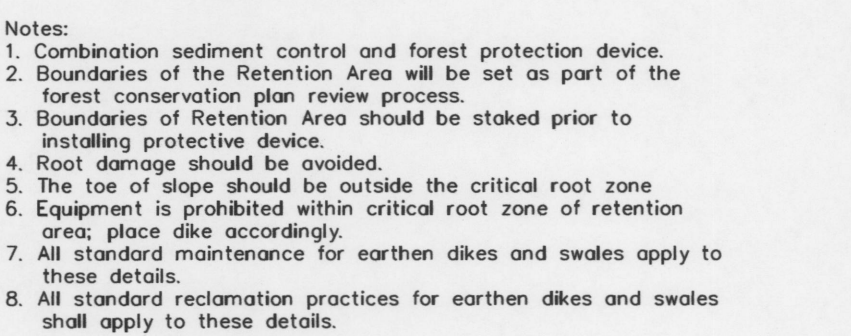 Notes:
1. Combination sediment control and forest protection device.
2. Boundaries of the Retention Area will be set as part of the
forest conservation plan review process.
3. Boundaries of Retention Area should be staked prior to
installing protective device.
4. Root damage should be avoided.
5. The toe of slope should be outside the critical root zone
6. Equipment is prohibited within critical root zone of retention
area; place dike accordingly.
7. All standard maintenance for earthen dikes and swales apply to
these details.
8. All standard reclamation practices for earthen dikes and swales
shall apply to these details.